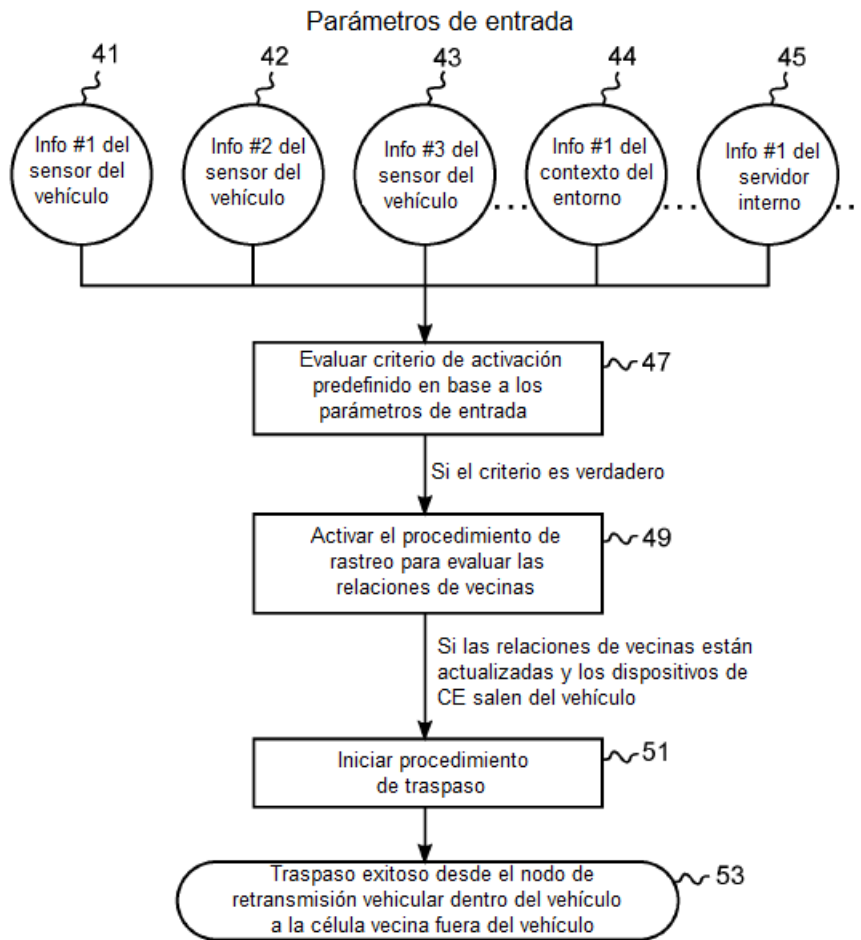 Parámetros de entrada
41
42
43
44
45
Info #1 del
sensor del
vehículo
Info #2 del
sensor del
vehículo
Info #3 del
sensor del
vehículo
...
Info #1 del
contexto del
entorno
...
Info #1 del
servidor
interno
..
Evaluar criterio de activación
predefinido en base a los
parámetros de entrada
47
Si el criterio es verdadero
Activar el procedimiento de
rastreo para evaluar las
relaciones de vecinas
49
Si las relaciones de vecinas están
actualizadas y los dispositivos de
CE salen del vehículo
Iniciar procedimiento
de traspaso
51
Traspaso exitoso desde el nodo de
retransmisión vehicular dentro del vehículo
a la célula vecina fuera del vehículo
53